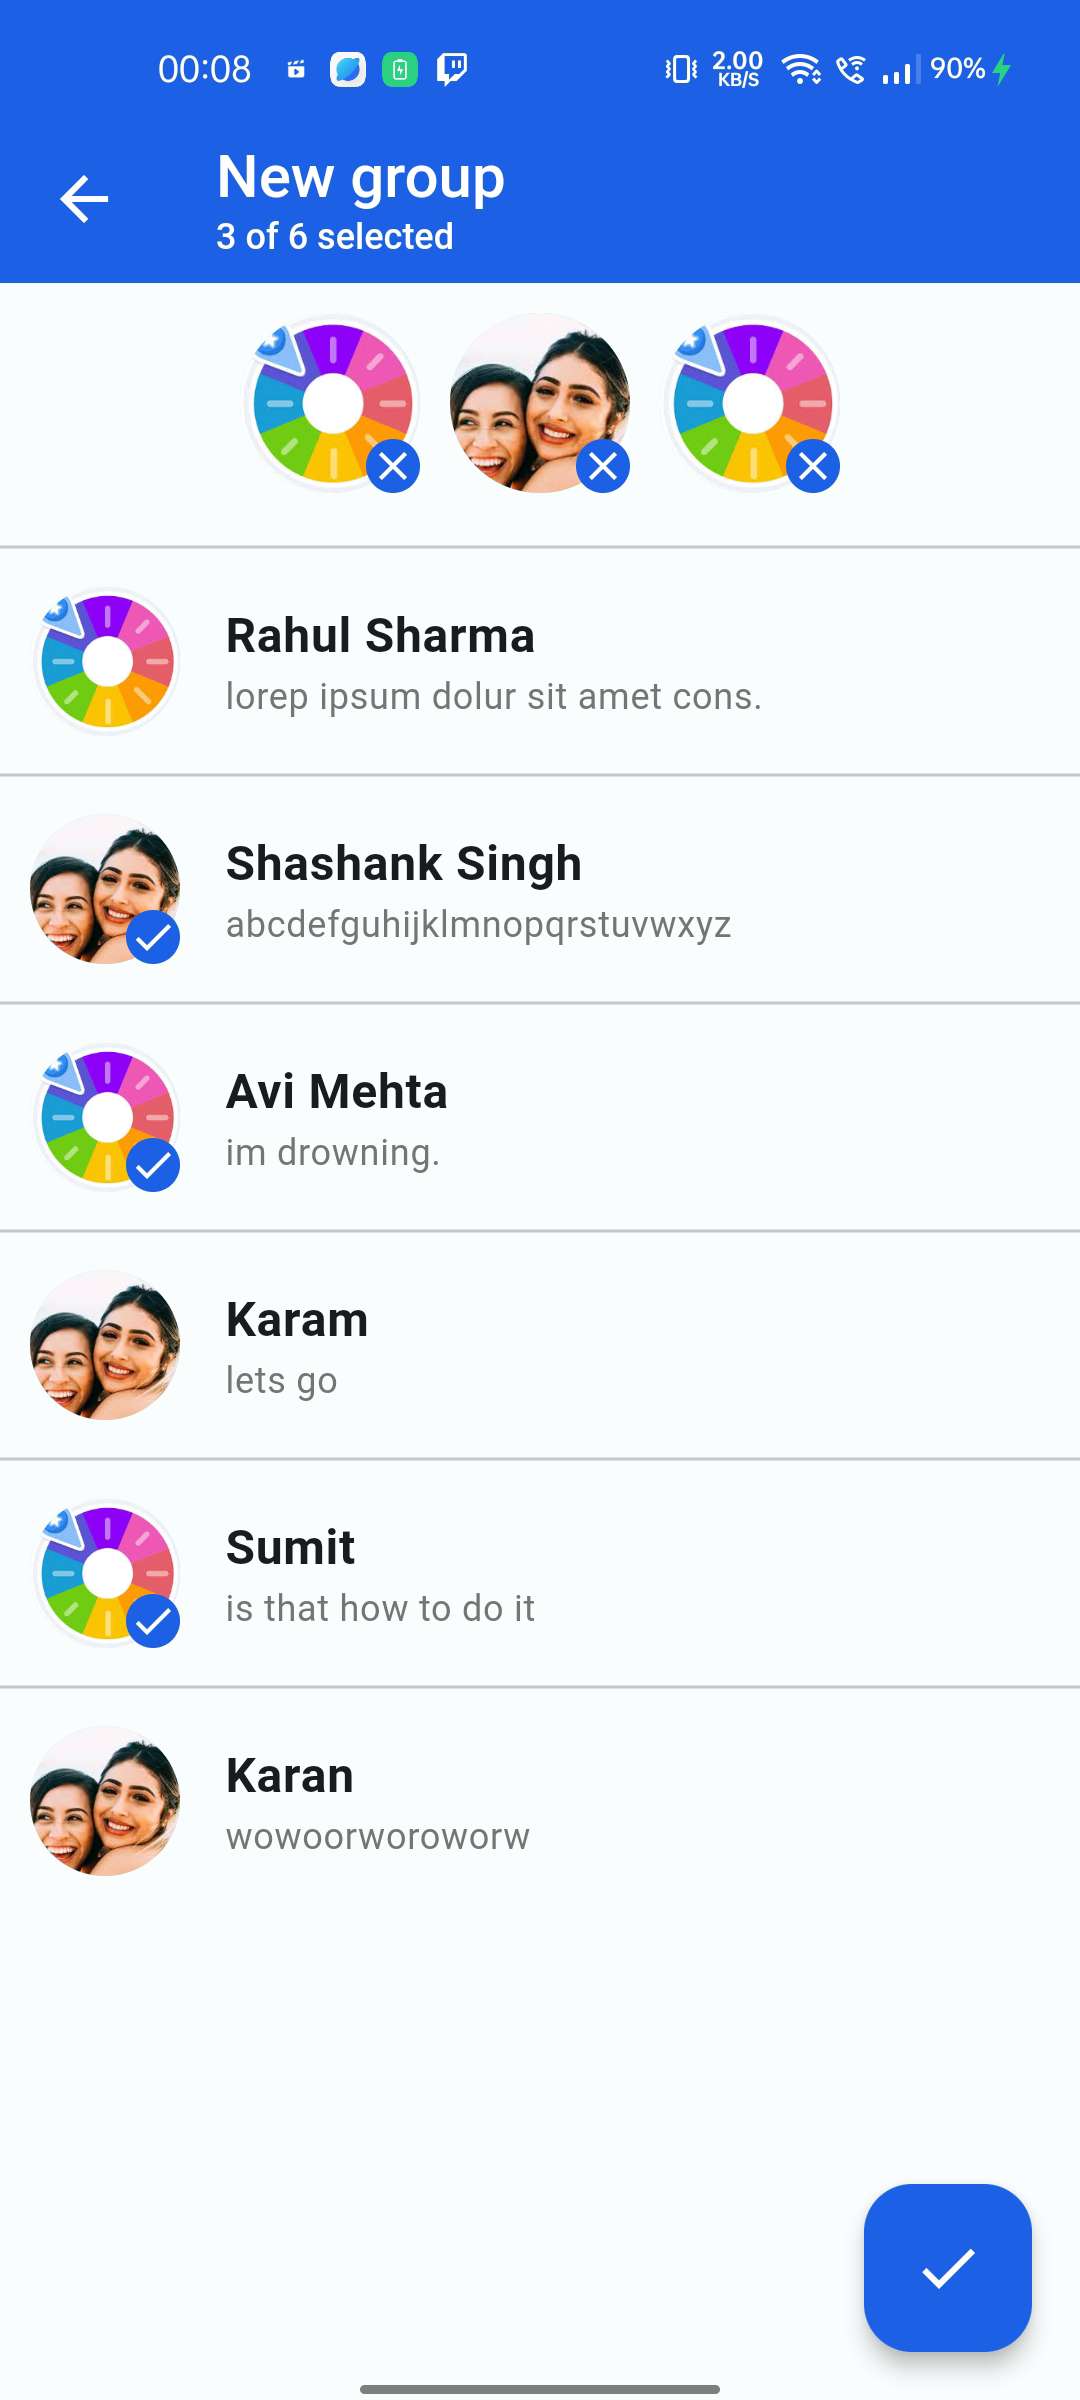 00:08
2.00
KB/S
90%
New group
3 of 6 selected
Rahul Sharma
lorep ipsum dolur sit amet cons.
Shashank Singh
abcdefguhijklmnopqrstuvwxyz
Avi Mehta
im drowning.
Karam
lets go
Sumit
is that how to do it
Karan
wowoorworoworw